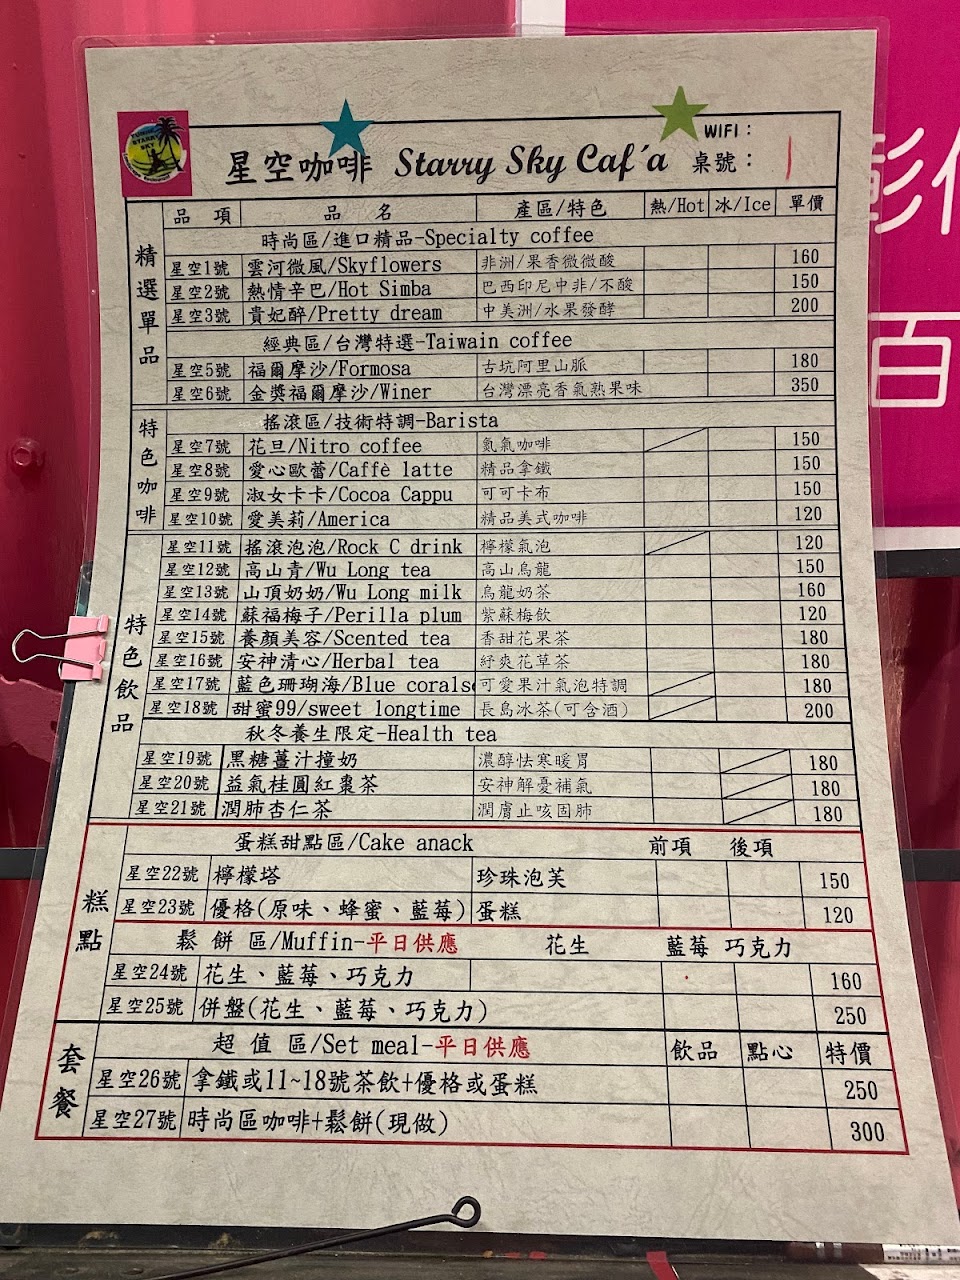 TUNGHAI STARRY SKY
WIFI：
星空咖啡 Starry Sky Caf´a 桌號：
品 項 品 名 產區/特色 熱/Hot 冰/Ice 單價
精選單品
時尚區/進口精品-Specialty coffee
星空1號 雲河微風/Skyflowers 非洲/果香微微酸 160
星空2號 熱情辛巴/Hot Simba 巴西印尼中非/不酸 150
星空3號 貴妃醉/Pretty dream 中美洲/水果發酵 200
經典區/台灣特選-Taiwain coffee
星空5號 福爾摩沙/Formosa 古坑阿里山脈 180
星空6號 金獎福爾摩沙/Winer 台灣漂亮香氣熟果味 350
特色咖啡
搖滾區/技術特調-Barista
星空7號 花旦/Nitro coffee 氮氣咖啡 150
星空8號 愛心歐蕾/Caffè latte 精品拿鐵 150
星空9號 淑女卡卡/Cocoa Cappu 可可卡布 150
星空10號 愛美莉/America 精品美式咖啡 120
特色飲品
星空11號 搖滾泡泡/Rock C drink 檸檬氣泡 120
星空12號 高山青/Wu Long tea 高山烏龍 150
星空13號 山頂奶奶/Wu Long milk 烏龍奶茶 160
星空14號 蘇福梅子/Perilla plum 紫蘇梅飲 120
星空15號 養顏美容/Scented tea 香甜花果茶 180
星空16號 安神清心/Herbal tea 紓爽花草茶 180
星空17號 藍色珊瑚海/Blue corals 可愛果汁氣泡特調 180
星空18號 甜蜜99/sweet longtime 長島冰茶(可含酒) 200
秋冬養生限定-Health tea
星空19號 黑糖薑汁撞奶 濃醇怯寒暖胃 180
星空20號 益氣桂圓紅棗茶 安神解憂補氣 180
星空21號 潤肺杏仁茶 潤膚止咳固肺 180
糕點
蛋糕甜點區/Cake anack 前項 後項
星空22號 檸檬塔 珍珠泡芙 150
星空23號 優格(原味、蜂蜜、藍莓) 蛋糕 120
鬆 餅 區/Muffin-平日供應 花生 藍莓 巧克力
星空24號 花生、藍莓、巧克力 160
星空25號 併盤(花生、藍莓、巧克力) 250
套餐
超 值 區/Set meal-平日供應 飲品 點心 特價
星空26號 拿鐵或11~18號茶飲+優格或蛋糕 250
星空27號 時尚區咖啡+鬆餅(現做) 300
百